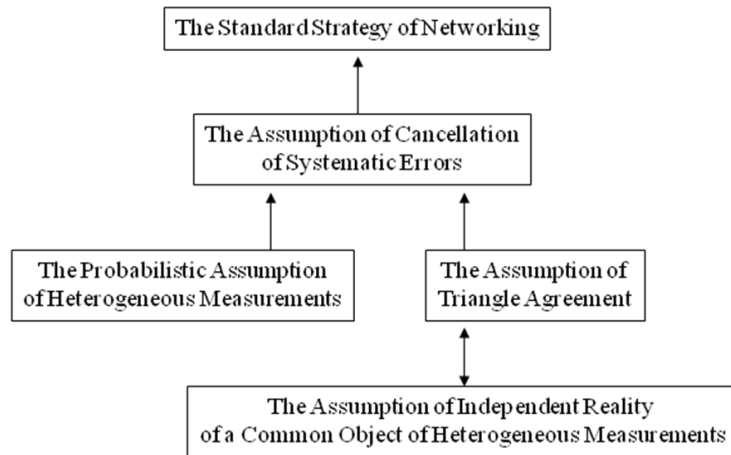 The Standard Strategy of Networking
The Assumption of Cancellation
of Systematic Errors
The Probabilistic Assumption
of Heterogeneous Measurements
The Assumption of
Triangle Agreement
The Assumption of Independent Reality
of a Common Object of Heterogeneous Measurements